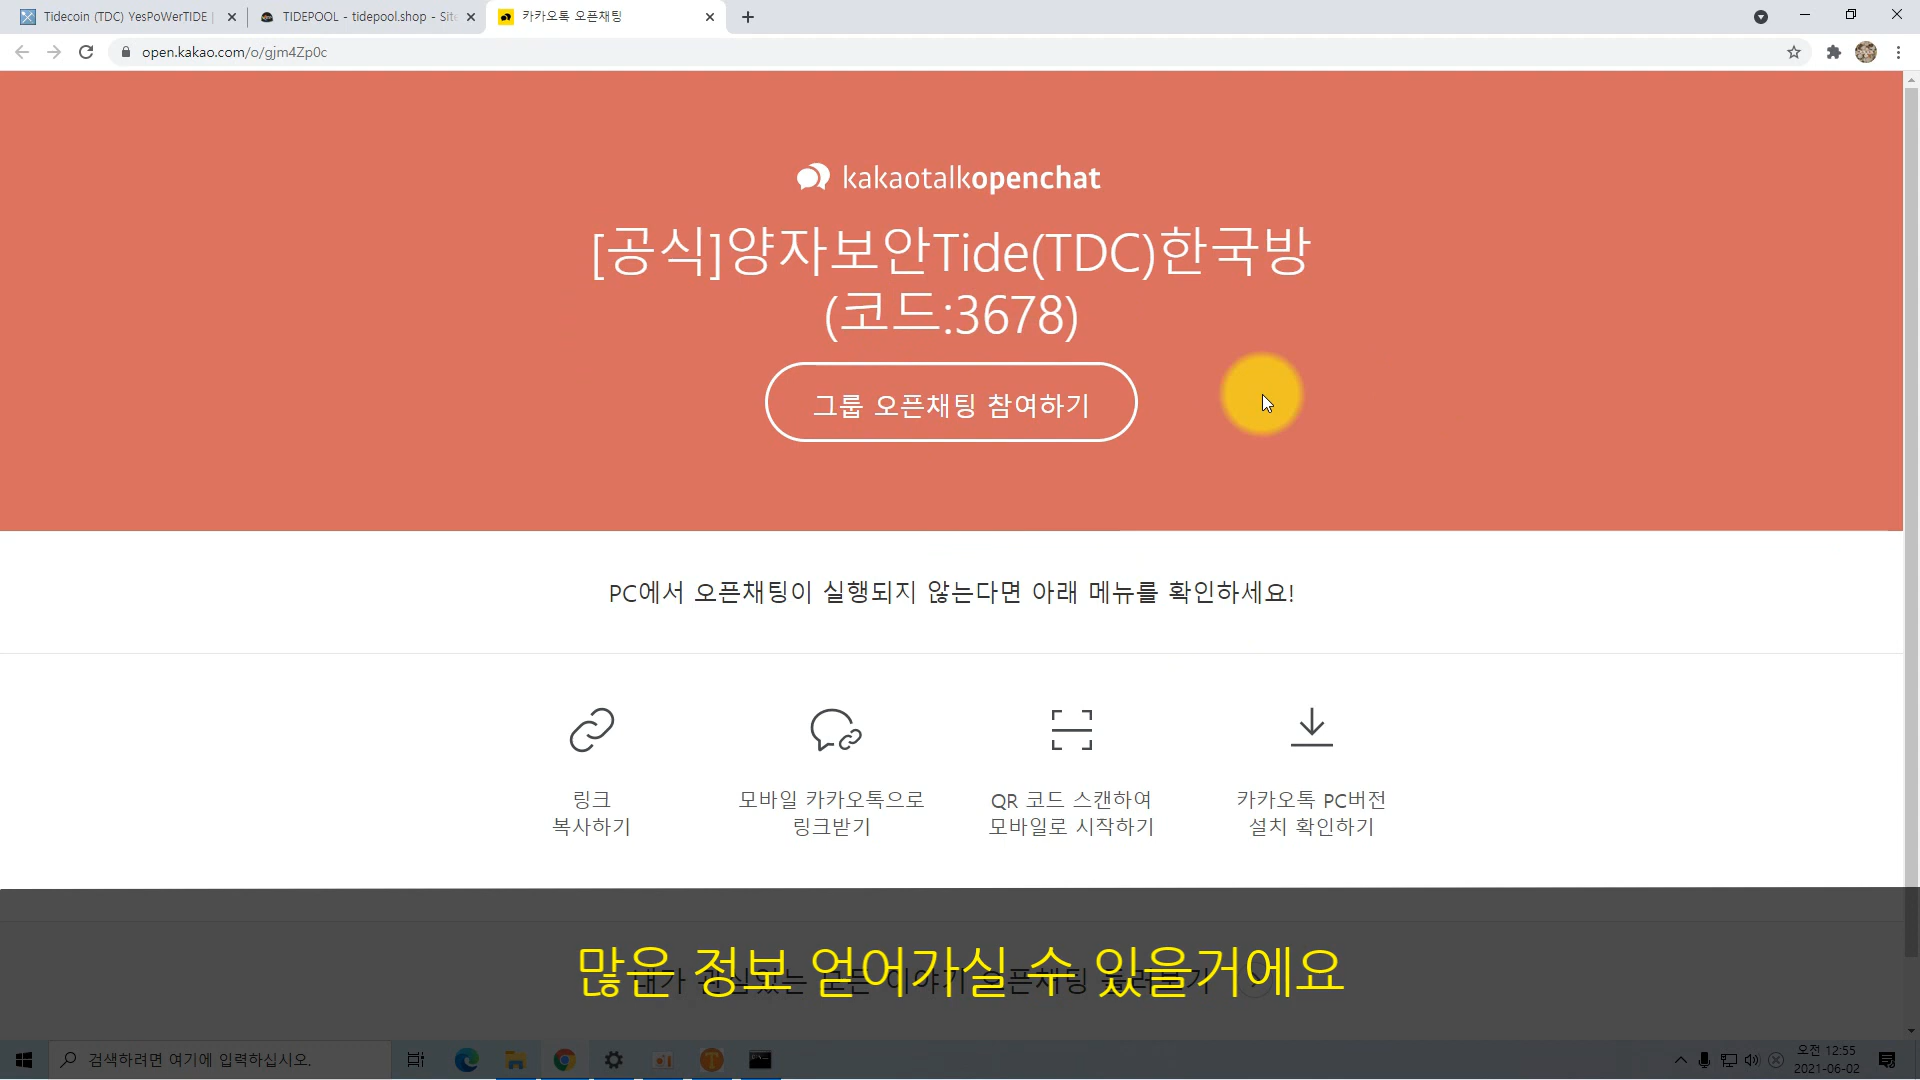 Tidecoin (TDC) YesPoWerTIDE |
TIDEPOOL - tidepool.shop - Site
카카오톡 오픈채팅
open.kakao.com/o/gjm4Zp0c
kakaotalkopenchat
[공식]양자보안Tide(TDC)한국방
(코드:3678)
그룹 오픈채팅 참여하기
PC에서 오픈채팅이 실행되지 않는다면 아래 메뉴를 확인하세요!
링크
복사하기
모바일 카카오톡으로
링크받기
QR 코드 스캔하여
모바일로 시작하기
카카오톡 PC버전
설치 확인하기
많은 정보 얻어가실 수 있을거에요
검색하려면 여기에 입력하십시오.
오전 12:55
2021-06-02